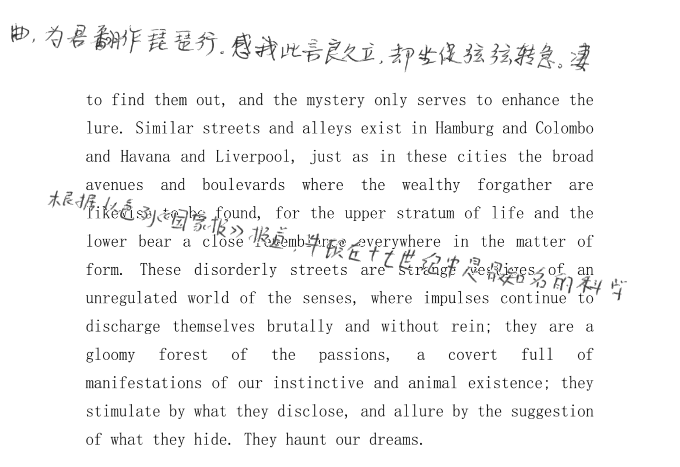 曲，为君翻作琵琶行。感我此言良久立，却坐促弦弦转急。凄
to find them out, and the mystery only serves to enhance the
lure. Similar streets and alleys exist in Hamburg and Colombo
and Havana and Liverpool, just as in these cities the broad
avenues and boulevards where the wealthy forgather are
根据以色列《国家报》报道，牛顿在十七世纪中是最知名的科学
likewise to be found, for the upper stratum of life and the
lower bear a close resemblance everywhere in the matter of
form. These disorderly streets are strange vestiges of an
unregulated world of the senses, where impulses continue to
discharge themselves brutally and without rein; they are a
gloomy forest of the passions, a covert full of
manifestations of our instinctive and animal existence; they
stimulate by what they disclose, and allure by the suggestion
of what they hide. They haunt our dreams.